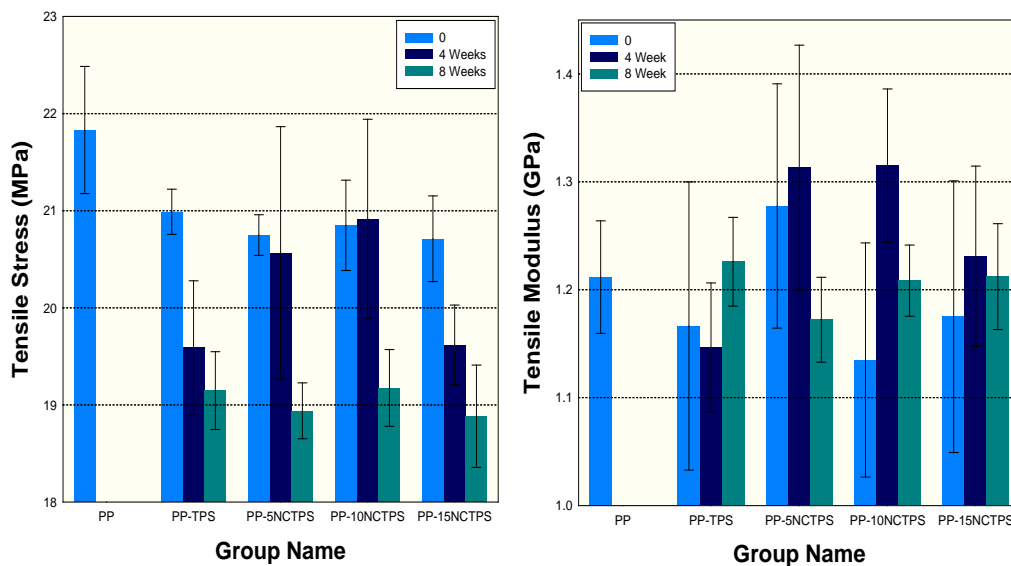 23
22
21
20
19
18
Tensile Stress (MPa)
0
4 Weeks
8 Weeks
PP
PP-TPS
PP-5NCTPS
PP-10NCTPS
PP-15NCTPS
Group Name
1.4
1.3
1.2
1.1
1.0
Tensile Modulus (GPa)
0
4 Week
8 Week
PP
PP-TPS
PP-5NCTPS
PP-10NCTPS
PP-15NCTPS
Group Name